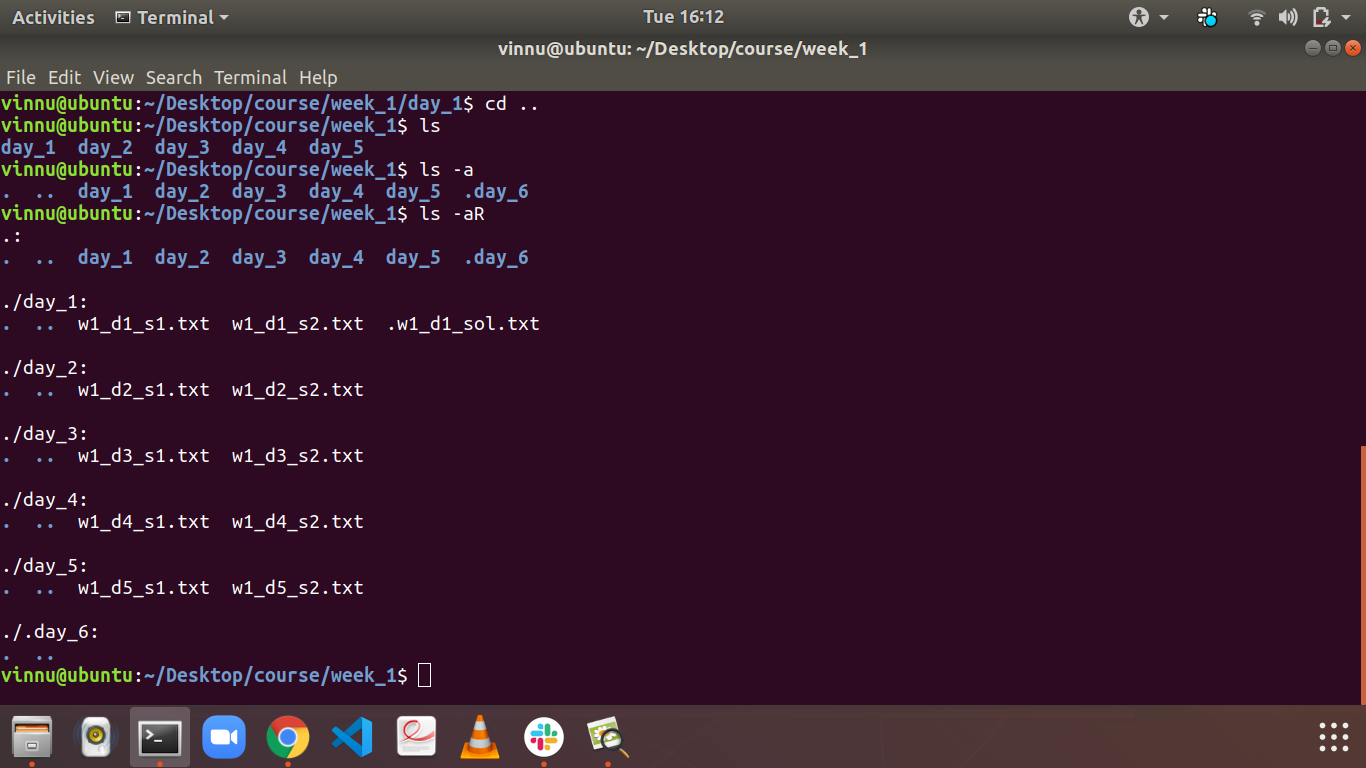 Activities Terminal Tue 16:12
vinnu@ubuntu: ~/Desktop/course/week_1
File Edit View Search Terminal Help
vinnu@ubuntu:~/Desktop/course/week_1/day_1$ cd ..
vinnu@ubuntu:~/Desktop/course/week_1$ ls
day_1  day_2  day_3  day_4  day_5
vinnu@ubuntu:~/Desktop/course/week_1$ ls -a
.  ..  day_1  day_2  day_3  day_4  day_5  .day_6
vinnu@ubuntu:~/Desktop/course/week_1$ ls -aR
.:
.  ..  day_1  day_2  day_3  day_4  day_5  .day_6
./day_1:
.  ..  w1_d1_s1.txt  w1_d1_s2.txt  .w1_d1_sol.txt
./day_2:
.  ..  w1_d2_s1.txt  w1_d2_s2.txt
./day_3:
.  ..  w1_d3_s1.txt  w1_d3_s2.txt
./day_4:
.  ..  w1_d4_s1.txt  w1_d4_s2.txt
./day_5:
.  ..  w1_d5_s1.txt  w1_d5_s2.txt
./.day_6:
.  ..
vinnu@ubuntu:~/Desktop/course/week_1$